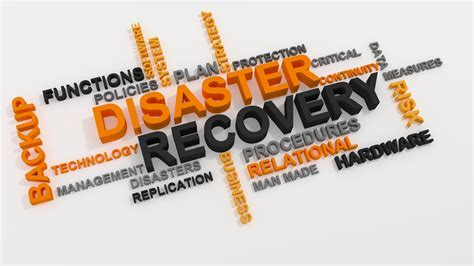 SOFTWARE
SYSTEM
STRATEGY
FUNCTIONS
POLICIES
PLAN
PROTECTION
CRITICAL
DATA
MEASURES
CONTINUITY
DISASTER
RECOVERY
BACKUP
RISK
TECHNOLOGY
PROCEDURES
MANAGEMENT
DISASTERS
RELATIONAL
HARDWARE
REPLICATION
BUSINESS
MAN MADE